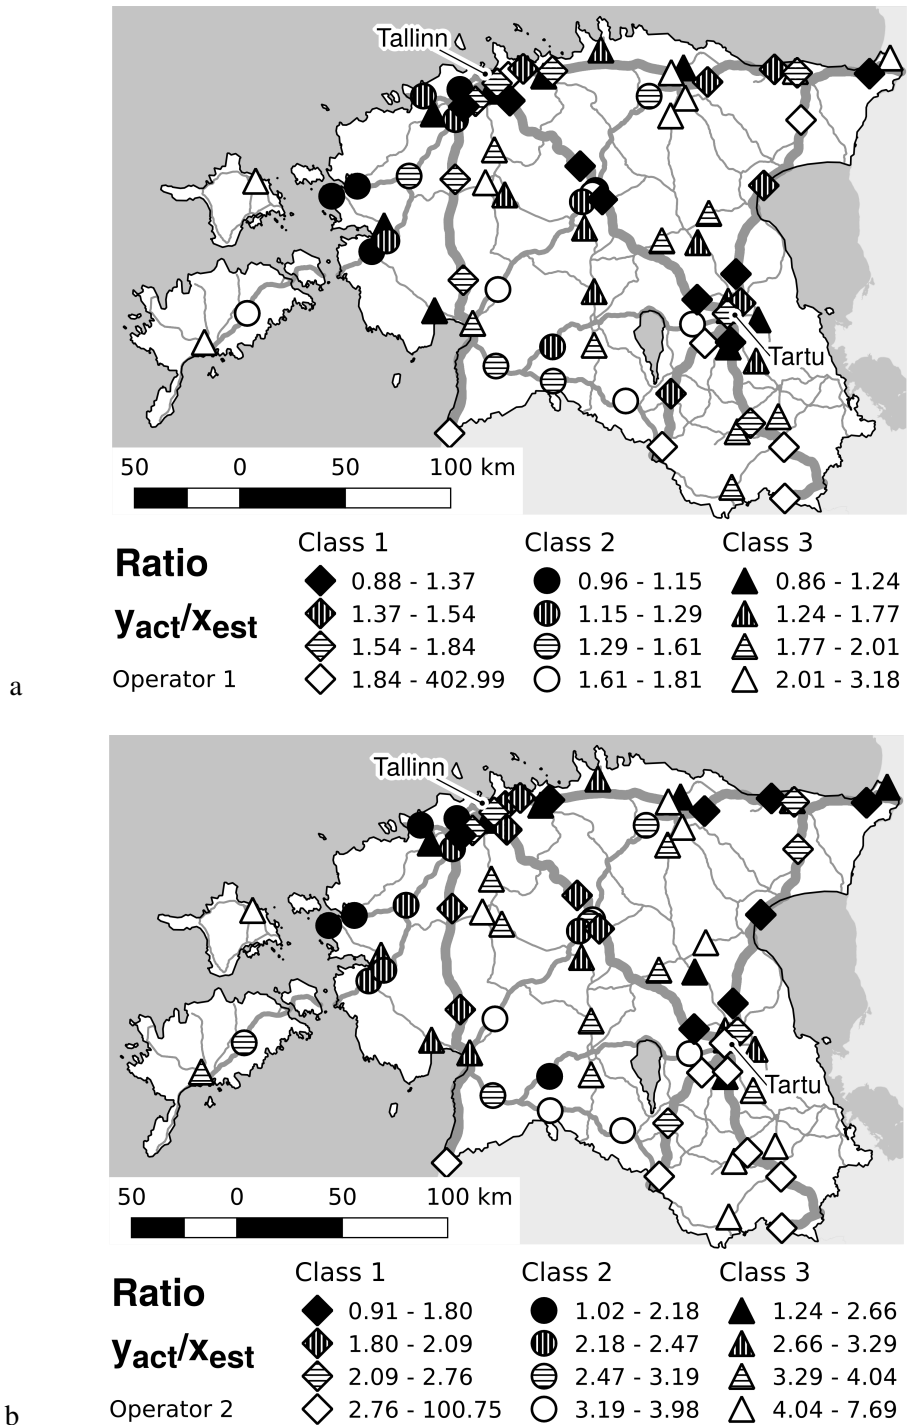 Tallinn
Tartu
50 0 50 100 km
Ratio
yact/xest
Operator 1
Class 1
0.88 - 1.37
1.37 - 1.54
1.54 - 1.84
1.84 - 402.99
Class 2
0.96 - 1.15
1.15 - 1.29
1.29 - 1.61
1.61 - 1.81
Class 3
0.86 - 1.24
1.24 - 1.77
1.77 - 2.01
2.01 - 3.18
a
Tallinn
Tartu
50 0 50 100 km
Ratio
yact/xest
Operator 2
Class 1
0.91 - 1.80
1.80 - 2.09
2.09 - 2.76
2.76 - 100.75
Class 2
1.02 - 2.18
2.18 - 2.47
2.47 - 3.19
3.19 - 3.98
Class 3
1.24 - 2.66
2.66 - 3.29
3.29 - 4.04
4.04 - 7.69
b